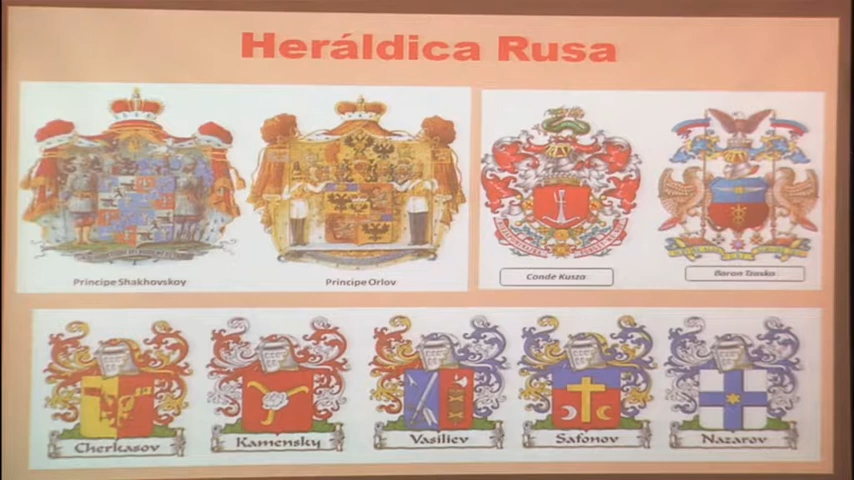 Heráldica Rusa
Principe Shakhovskoy
Principe Orlov
Conde Kusza
Cherkasov
Kamensky
Vasiliev
Safonov
Nazarov